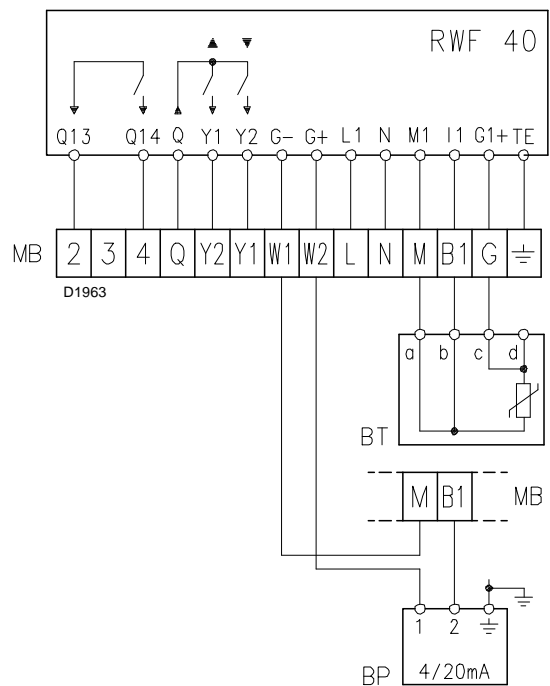 RWF 40
Q13 Q14 Q Y1 Y2 G- G+ L1 N M1 I1 G1+ TE
MB 2 3 4 Q Y2 Y1 W1 W2 L N M B1 G
D1963
a b c d
BT
M B1 MB
1 2
BP 4/20mA